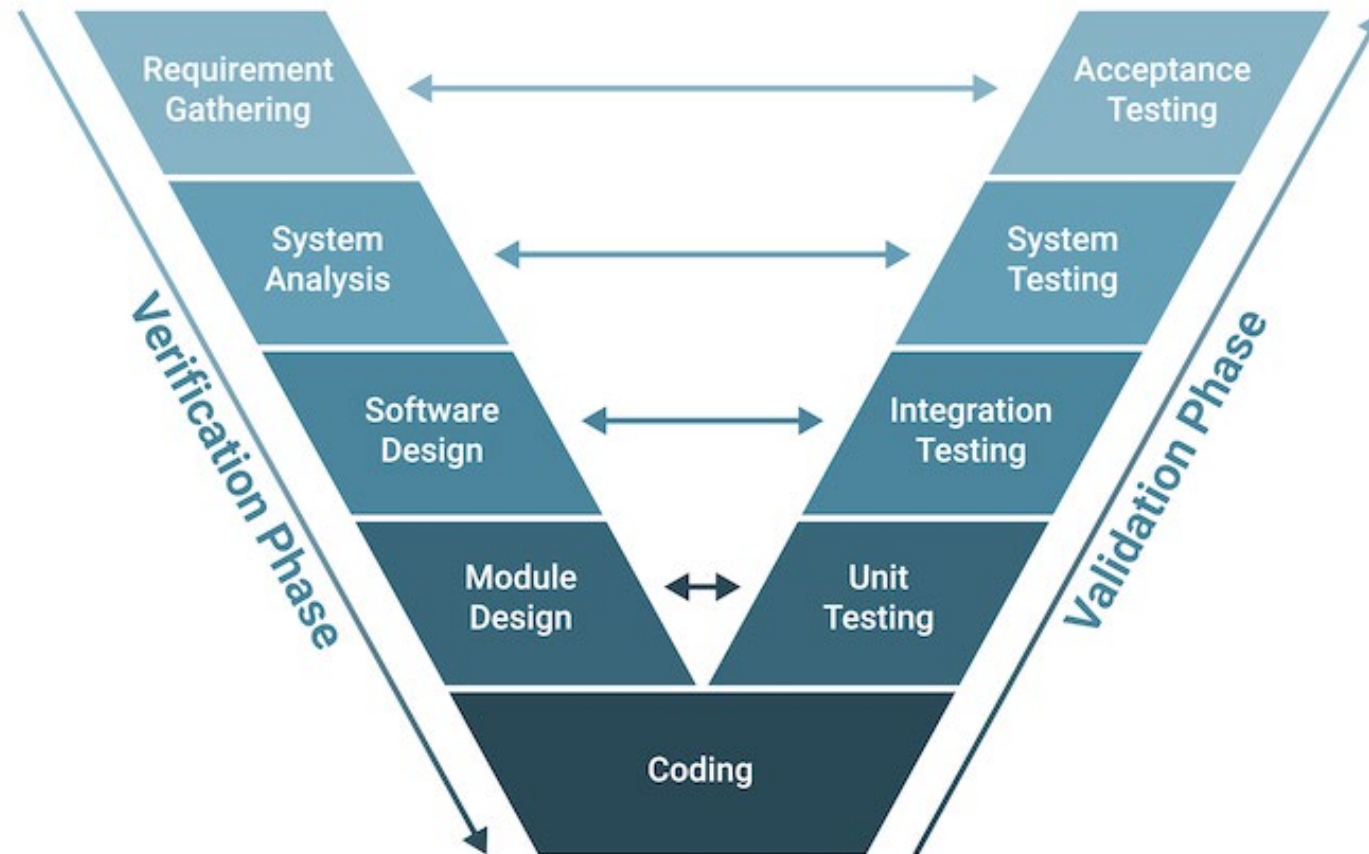 Requirement
Gathering
Acceptance
Testing
System
Analysis
System
Testing
Software
Design
Integration
Testing
Module
Design
Unit
Testing
Coding
Verification Phase
Validation Phase